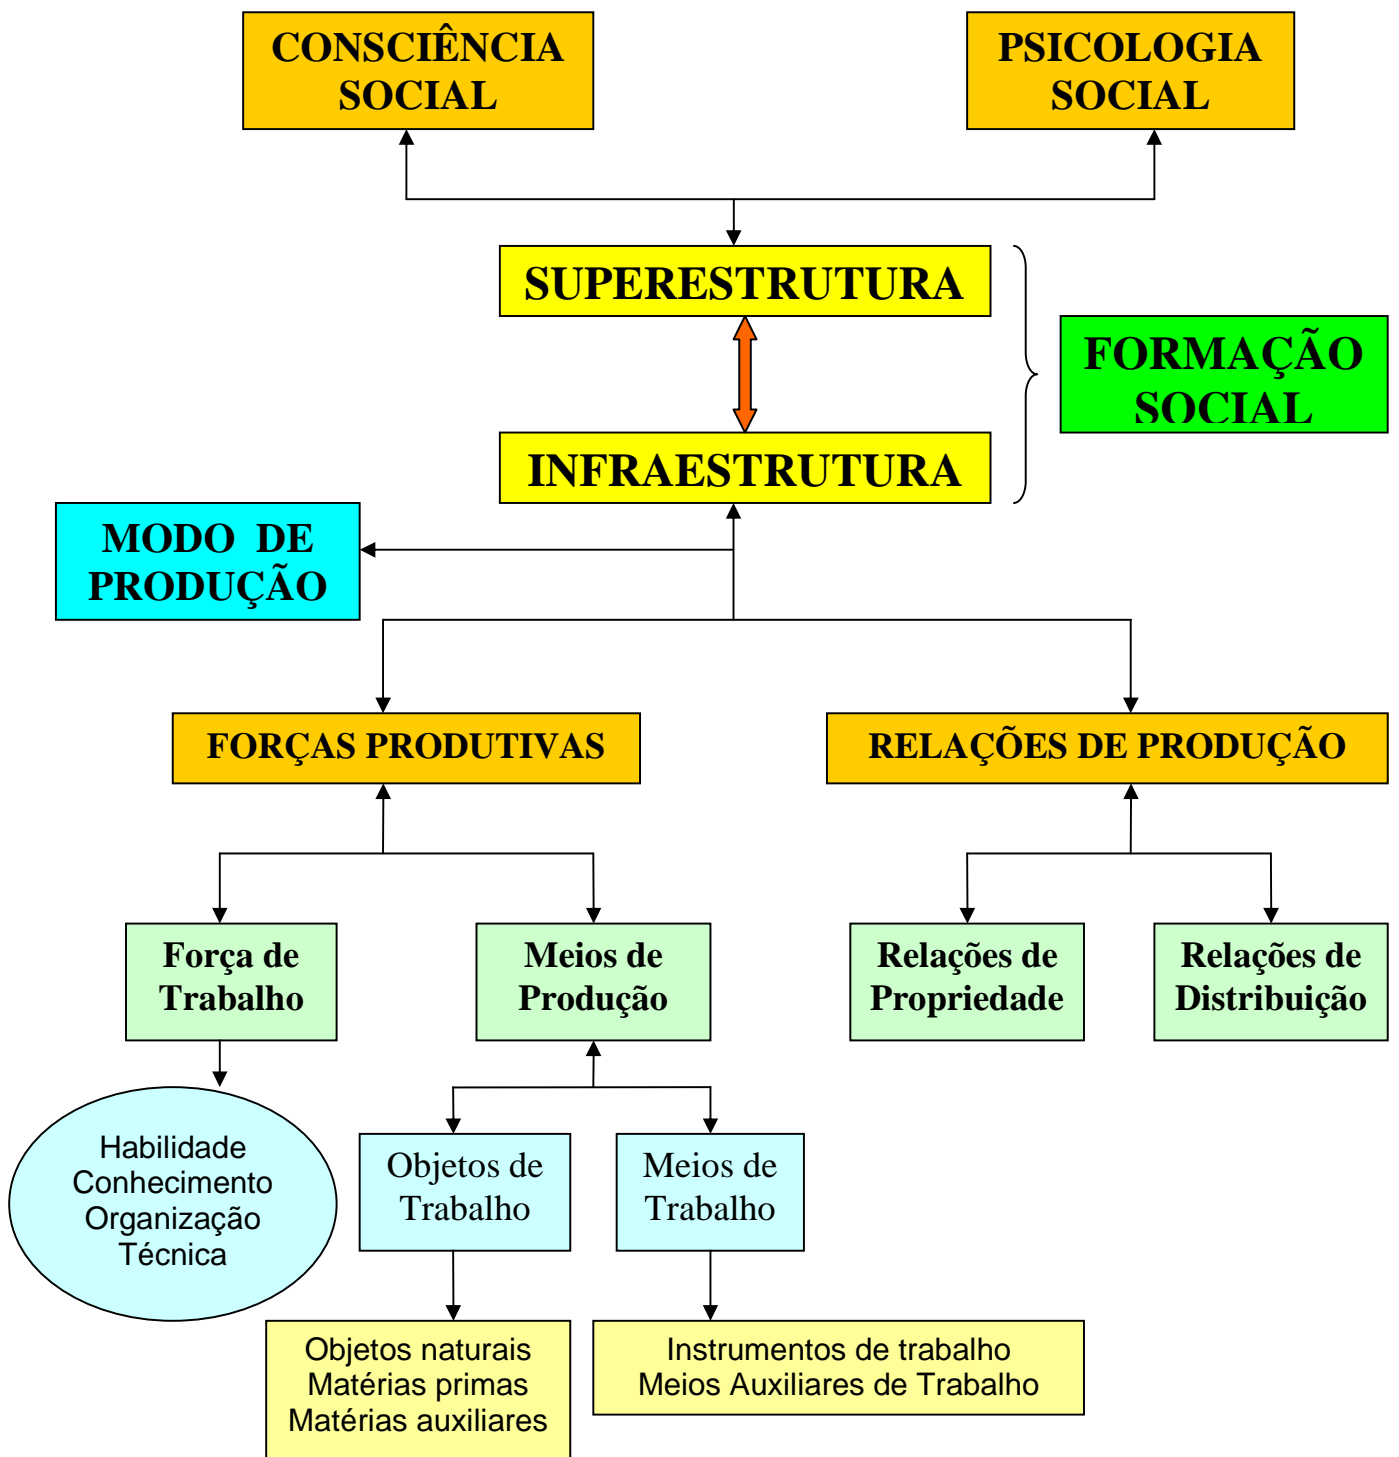 CONSCIÊNCIA
SOCIAL
PSICOLOGIA
SOCIAL
SUPERESTRUTURA
FORMAÇÃO
SOCIAL
INFRAESTRUTURA
MODO DE
PRODUÇÃO
FORÇAS PRODUTIVAS
RELAÇÕES DE PRODUÇÃO
Força de
Trabalho
Meios de
Produção
Relações de
Propriedade
Relações de
Distribuição
Habilidade
Conhecimento
Organização
Técnica
Objetos de
Trabalho
Meios de
Trabalho
Objetos naturais
Matérias primas
Matérias auxiliares
Instrumentos de trabalho
Meios Auxiliares de Trabalho